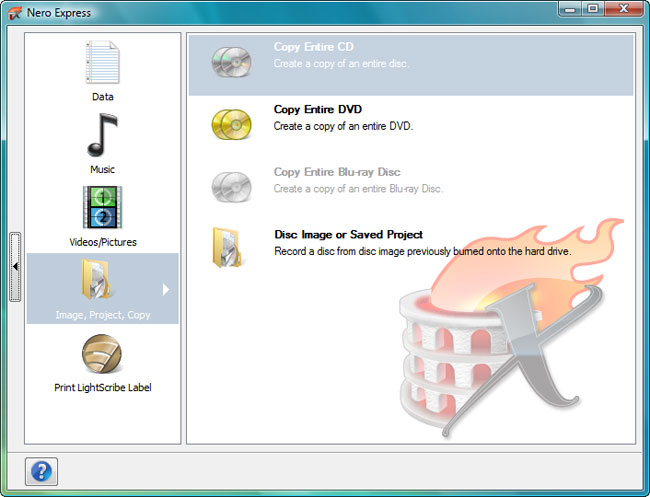 Nero Express
Data
Music
Videos/Pictures
Image, Project, Copy
Print LightScribe Label
Copy Entire CD
Create a copy of an entire disc.
Copy Entire DVD
Create a copy of an entire DVD.
Copy Entire Blu-ray Disc
Create a copy of an entire Blu-ray Disc.
Disc Image or Saved Project
Record a disc from disc image previously burned onto the hard drive.
1
2
?